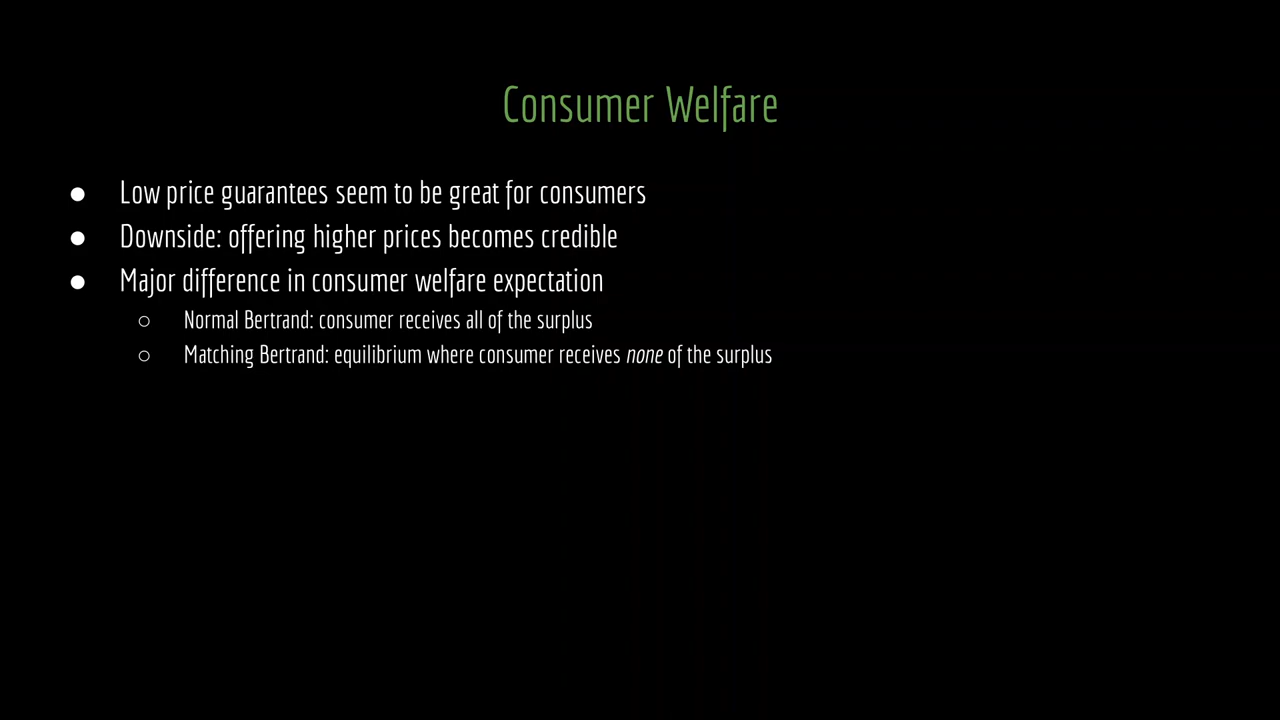 Consumer Welfare
● Low price guarantees seem to be great for consumers
● Downside: offering higher prices becomes credible
● Major difference in consumer welfare expectation
○ Normal Bertrand: consumer receives all of the surplus
○ Matching Bertrand: equilibrium where consumer receives none of the surplus